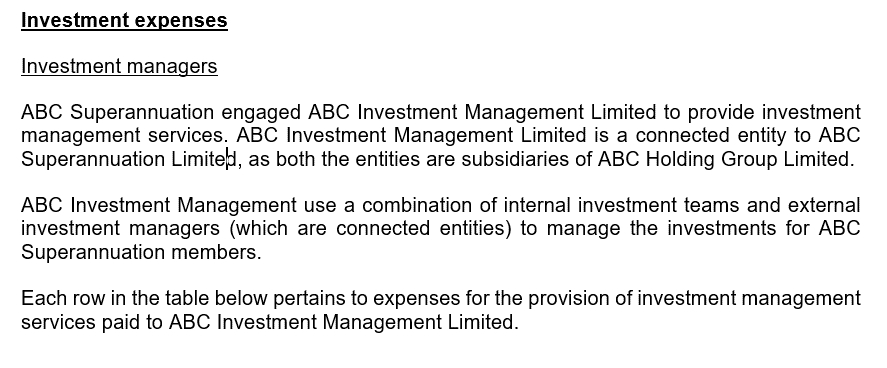 Investment expenses
Investment managers
ABC Superannuation engaged ABC Investment Management Limited to provide investment
management services. ABC Investment Management Limited is a connected entity to ABC
Superannuation Limited, as both the entities are subsidiaries of ABC Holding Group Limited.
ABC Investment Management use a combination of internal investment teams and external
investment managers (which are connected entities) to manage the investments for ABC
Superannuation members.
Each row in the table below pertains to expenses for the provision of investment management
services paid to ABC Investment Management Limited.